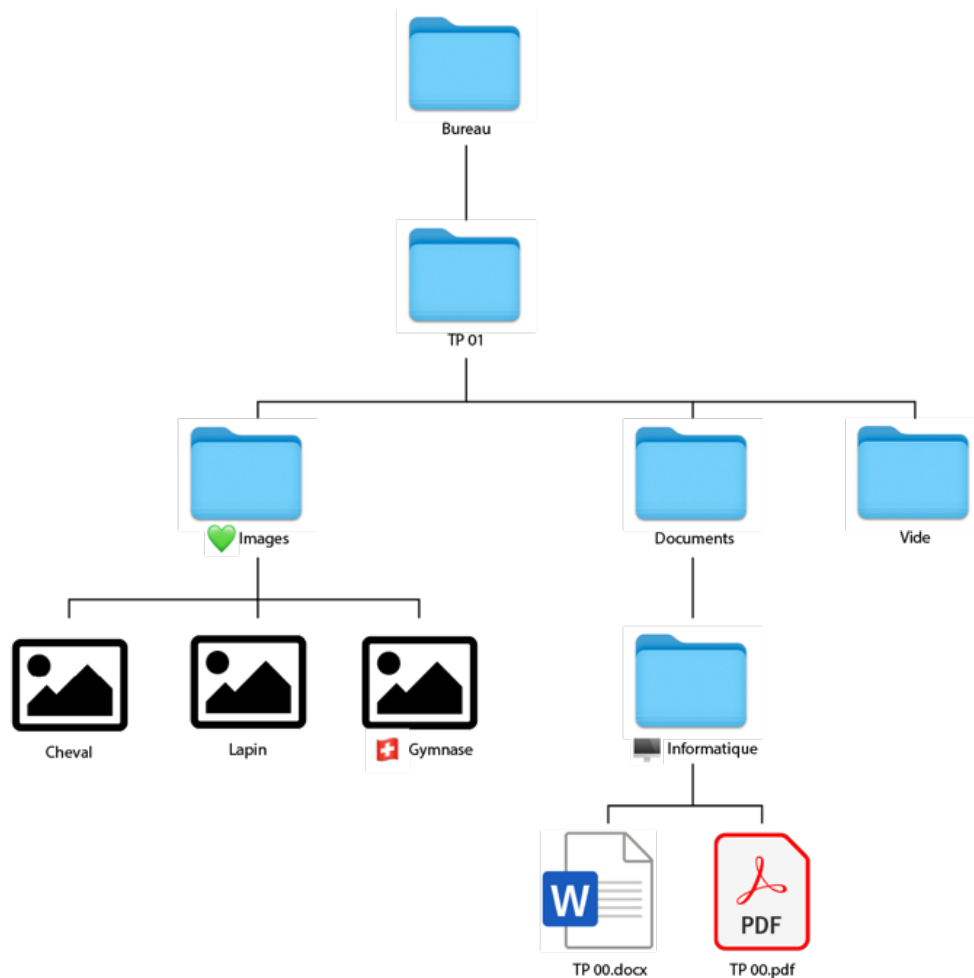 Bureau
TP 01
💚 Images
Documents
Vide
Cheval
Lapin
🇨🇭 Gymnase
🖥️ Informatique
W
PDF
TP 00.docx
TP 00.pdf